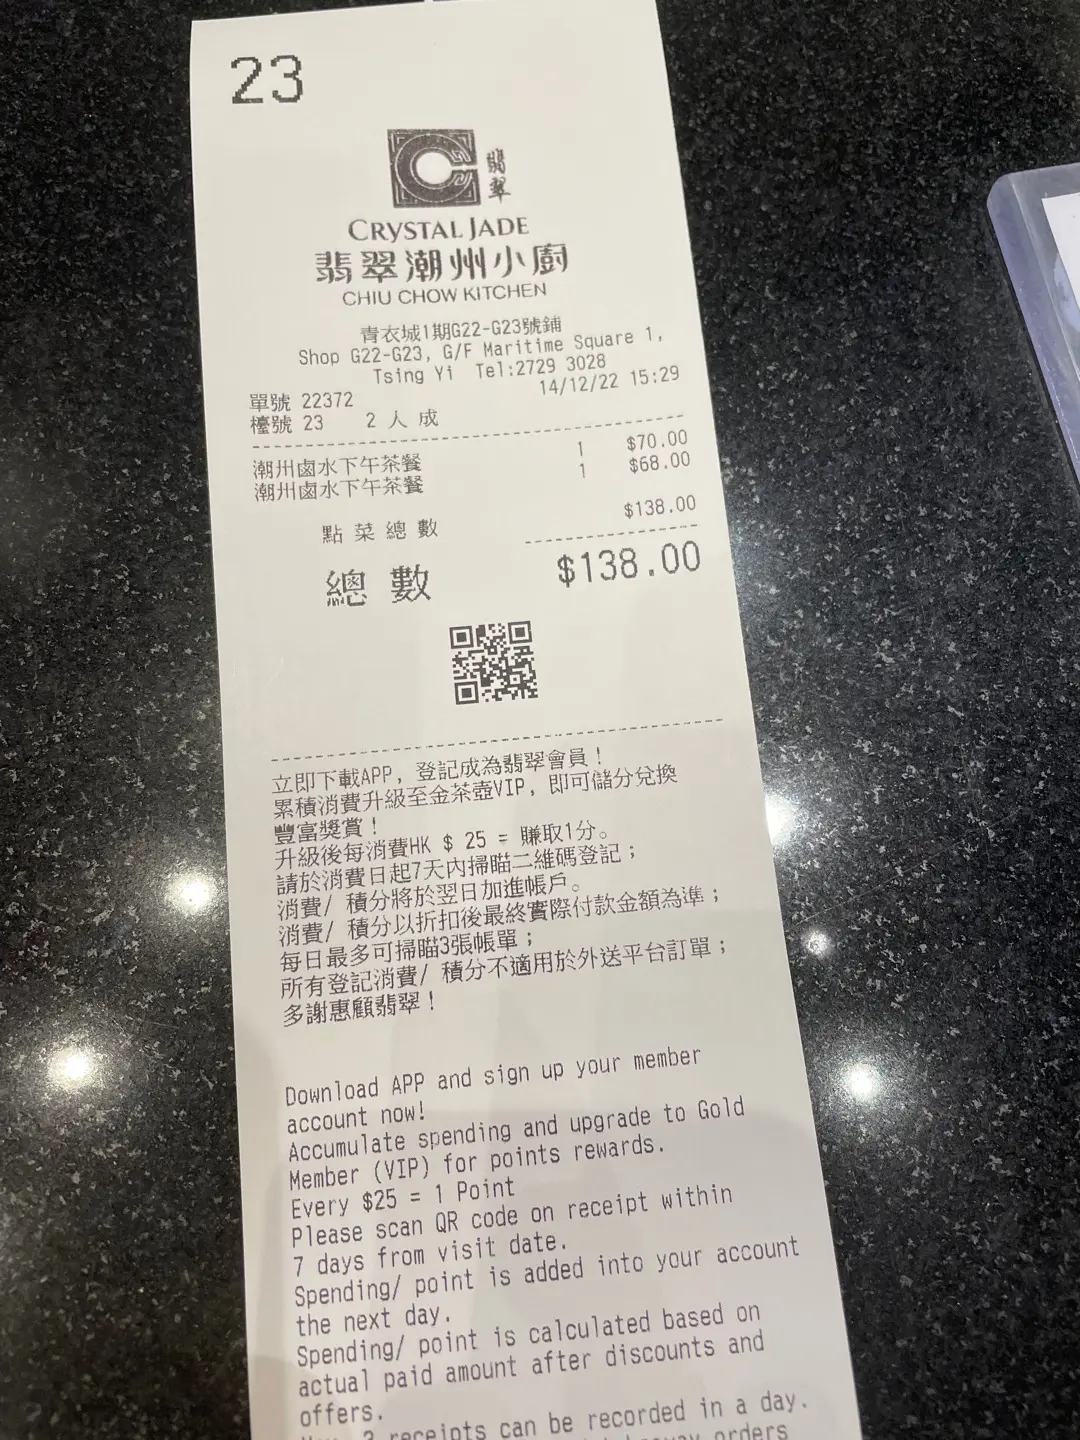 23
翡翠
CRYSTAL JADE
翡翠潮州小廚
CHIU CHOW KITCHEN
青衣城1期G22-G23號鋪
Shop G22-G23, G/F Maritime Square 1,
Tsing Yi Tel:2729 3028
14/12/22 15:29
單號 22372
檯號 23 2 人 成
潮州鹵水下午茶餐 1 $70.00
潮州鹵水下午茶餐 1 $68.00
點 菜 總 數 $138.00
總 數 $138.00
立即下載APP, 登記成為翡翠會員!
累積消費升級至金茶壺VIP, 即可儲分兌換
豐富獎賞!
升級後每消費HK $ 25 = 賺取1分。
請於消費日起7天內掃瞄二維碼登記;
消費/ 積分將於翌日加進帳戶。
消費/ 積分以折扣後最終實際付款金額為準;
每日最多可掃瞄3張帳單;
所有登記消費/ 積分不適用於外送平台訂單;
多謝惠顧翡翠!
Download APP and sign up your member
account now!
Accumulate spending and upgrade to Gold
Member (VIP) for points rewards.
Every $25 = 1 Point
Please scan QR code on receipt within
7 days from visit date.
Spending/ point is added into your account
the next day.
Spending/ point is calculated based on
actual paid amount after discounts and
offers.
3 receipts can be recorded in a day.
orders